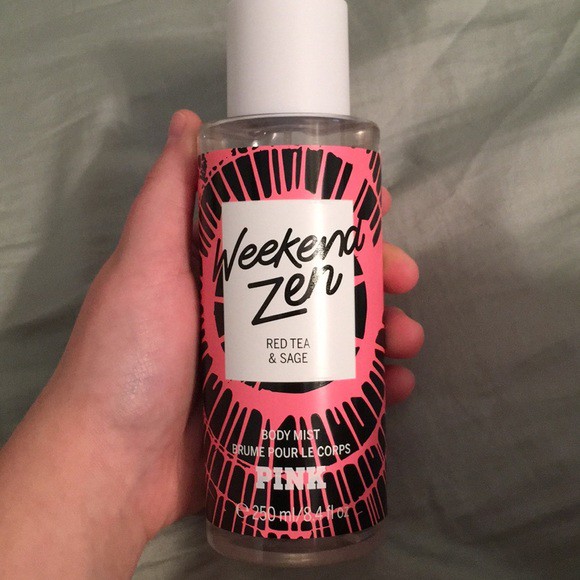 Weekend
Zen
RED TEA
& SAGE
BODY MIST
BRUME POUR LE CORPS
PINK
℮ 250 ml/8.4 fl oz